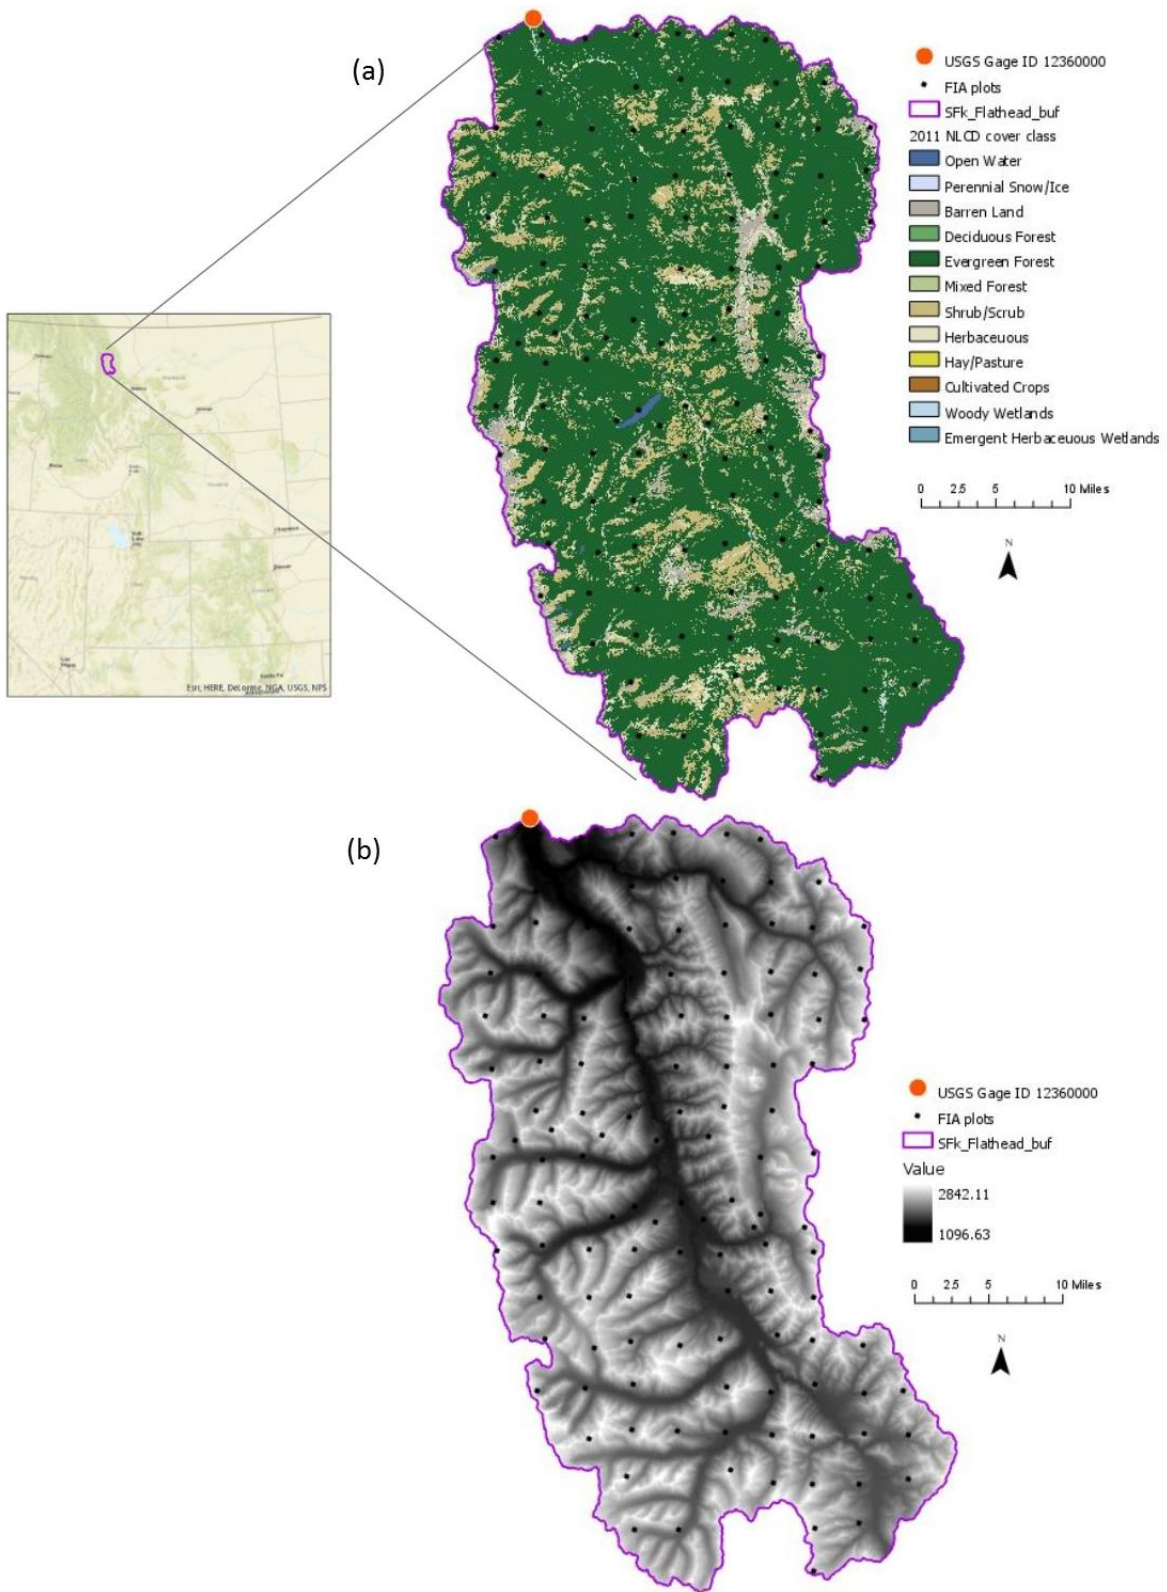 (a)
USGS Gage ID 12360000
FIA plots
SFk_Flathead_buf
2011 NLCD cover class
Open Water
Perennial Snow/Ice
Barren Land
Deciduous Forest
Evergreen Forest
Mixed Forest
Shrub/Scrub
Herbaceuous
Hay/Pasture
Cultivated Crops
Woody Wetlands
Emergent Herbaceuous Wetlands
0 2.5 5 10 Miles
N
Esri, HERE, DeLorme, NGA, USGS, NPS
(b)
USGS Gage ID 12360000
FIA plots
SFk_Flathead_buf
Value
2842.11
1096.63
0 2.5 5 10 Miles
N